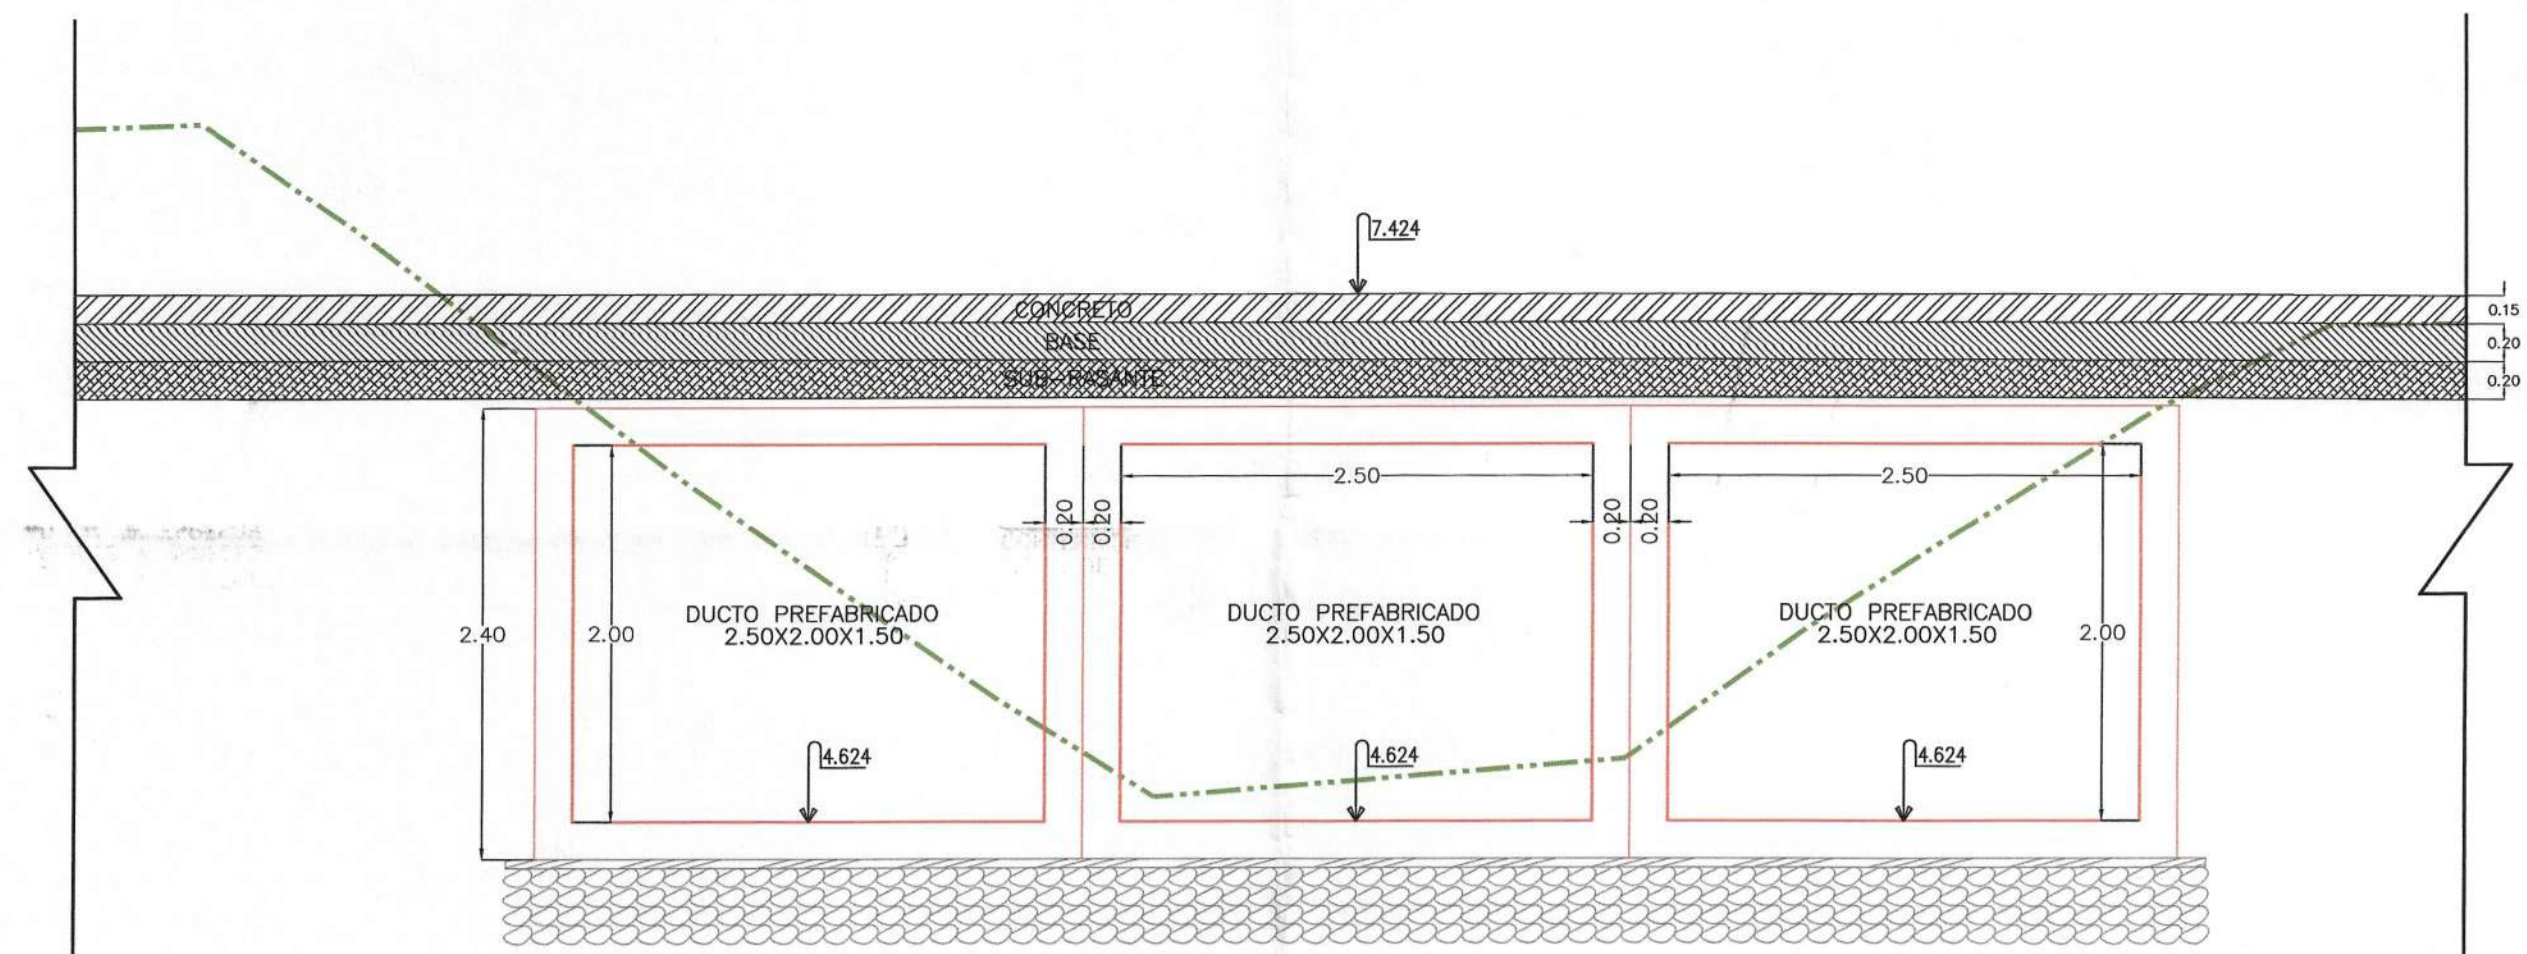 7.424
CONCRETO
0.15
BASE
0.20
SUB-RASANTE
0.20
2.50
2.50
0.20
0.20
0.20
0.20
DUCTO PREFABRICADO
2.50X2.00X1.50
DUCTO PREFABRICADO
2.50X2.00X1.50
DUCTO PREFABRICADO
2.50X2.00X1.50
2.40
2.00
2.00
4.624
4.624
4.624